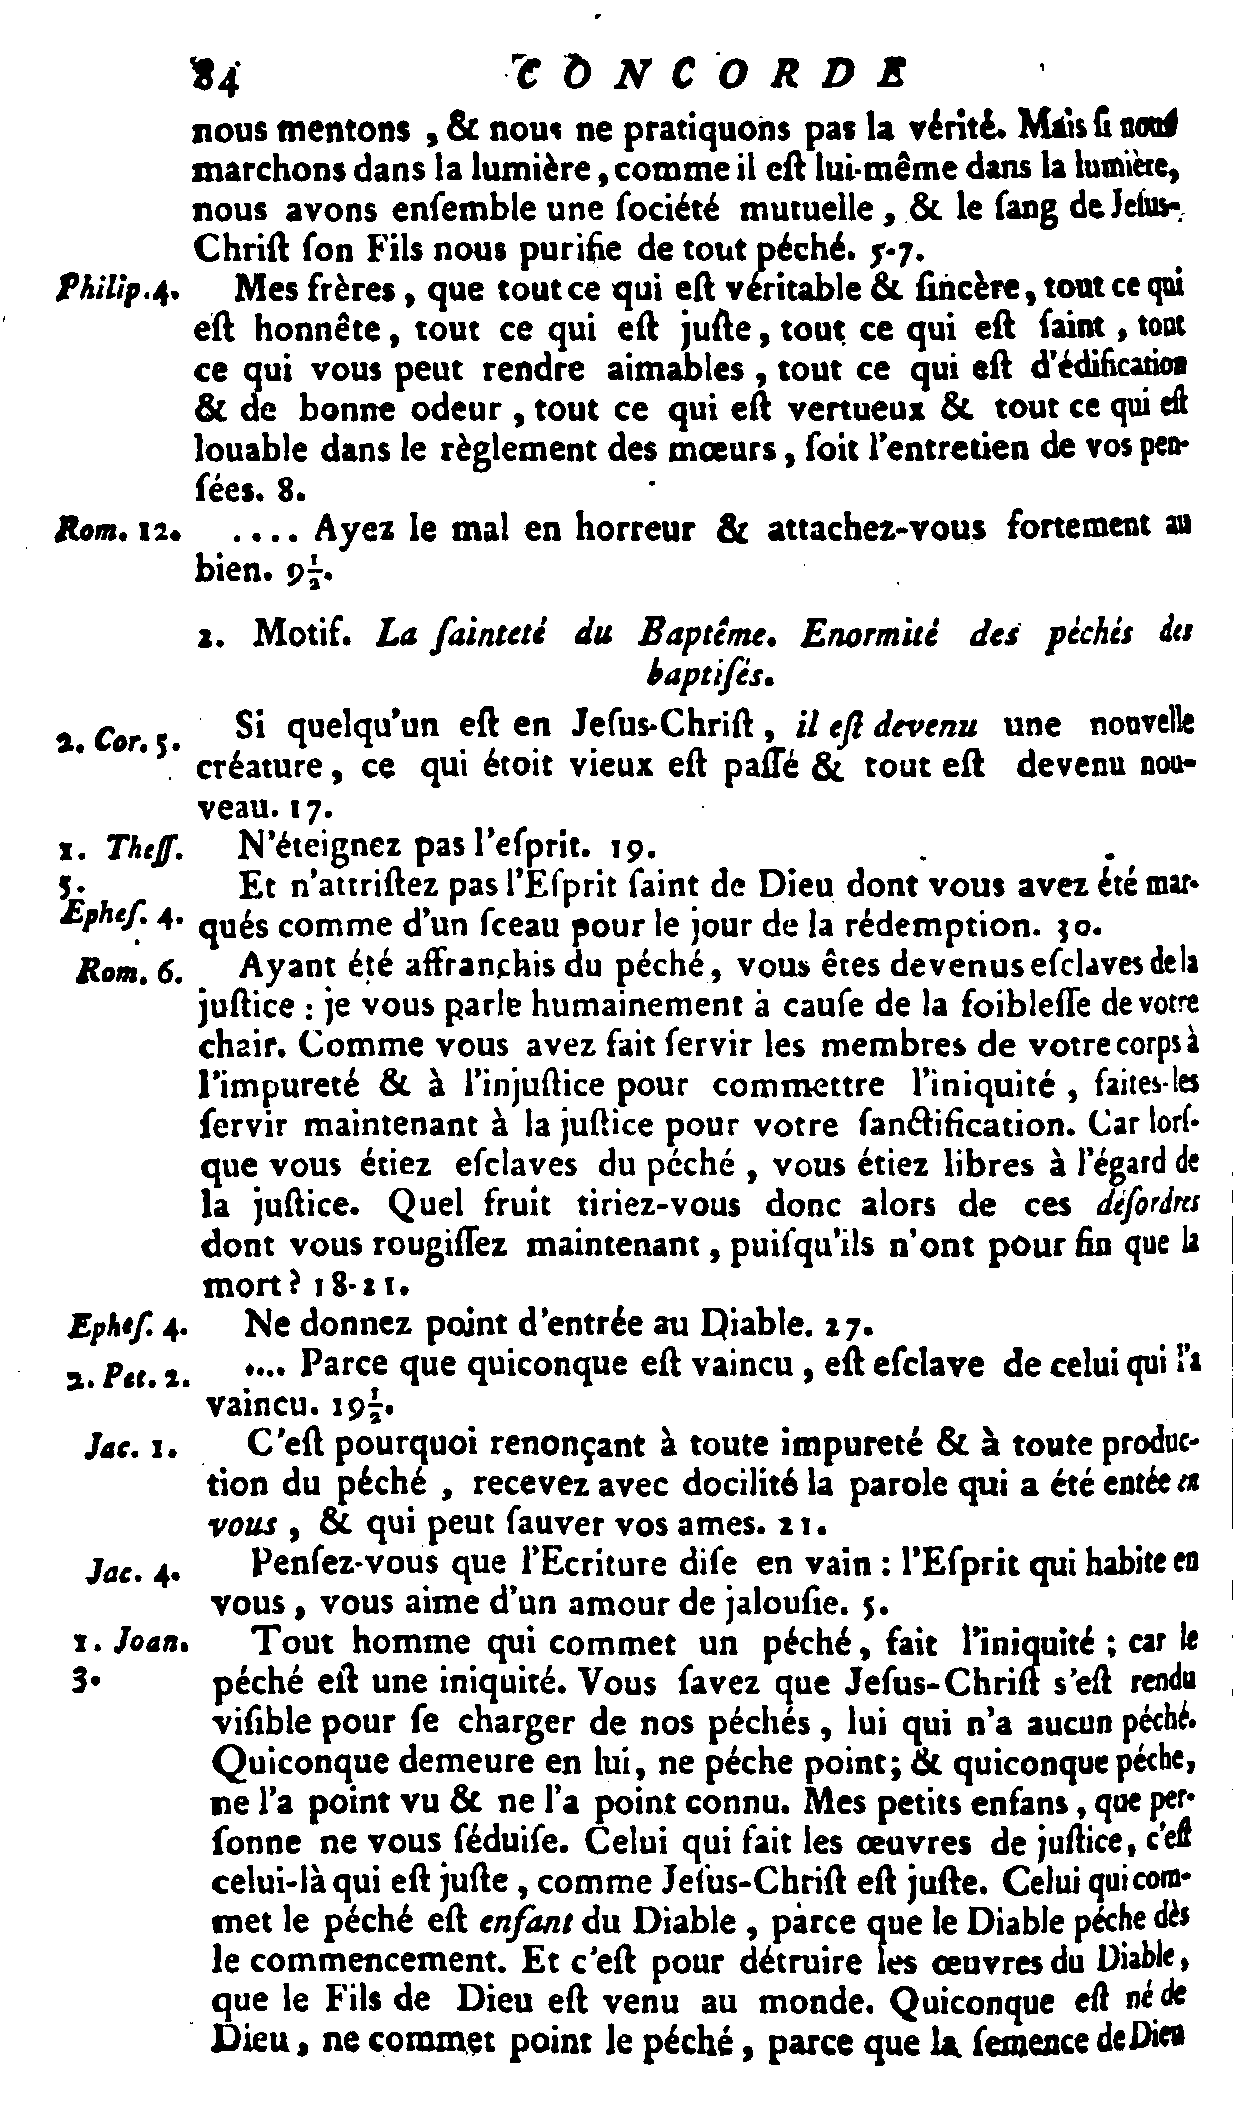 84 CONCORDE
nous mentons , & nous ne pratiquons pas la vérité. Mais ſi nous
marchons dans la lumière , comme il eſt lui-même dans la lumière,
nous avons enſemble une ſociété mutuelle , & le ſang de Jeſus-
Chriſt ſon Fils nous purifie de tout péché. 5-7.
Philip.4. Mes frères , que tout ce qui eſt véritable & ſincère , tout ce qui
eſt honnête , tout ce qui eſt juſte , tout ce qui eſt ſaint , tout
ce qui vous peut rendre aimables , tout ce qui eſt d'édification
& de bonne odeur , tout ce qui eſt vertueux & tout ce qui eſt
louable dans le règlement des mœurs , ſoit l'entretien de vos pen-
ſées. 8.
Rom. 12. .... Ayez le mal en horreur & attachez-vous fortement au
bien. 9½.
2. Motif. La ſainteté du Baptême. Enormité des péchés des
baptiſés.
2. Cor. 5. Si quelqu'un eſt en Jeſus-Chriſt , il eſt devenu une nouvelle
créature , ce qui étoit vieux eſt paſſé & tout eſt devenu nou-
veau. 17.
1. Theſſ. N'éteignez pas l'eſprit. 19.
5. Et n'attriſtez pas l'Eſprit ſaint de Dieu dont vous avez été mar-
Epheſ. 4. qués comme d'un ſceau pour le jour de la rédemption. 30.
Rom. 6. Ayant été affranchis du péché , vous êtes devenus eſclaves de la
juſtice : je vous parle humainement à cauſe de la foibleſſe de votre
chair. Comme vous avez fait ſervir les membres de votre corps à
l'impureté & à l'injuſtice pour commettre l'iniquité , faites-les
ſervir maintenant à la juſtice pour votre ſanctification. Car lorſ-
que vous étiez eſclaves du péché , vous étiez libres à l'égard de
la juſtice. Quel fruit tiriez-vous donc alors de ces déſordres
dont vous rougiſſez maintenant , puiſqu'ils n'ont pour fin que la
mort ? 18-21.
Epheſ. 4. Ne donnez point d'entrée au Diable. 27.
2. Pet. 2. .... Parce que quiconque eſt vaincu , eſt eſclave de celui qui l'a
vaincu. 19½.
Jac. 1. C'eſt pourquoi renonçant à toute impureté & à toute produc-
tion du péché , recevez avec docilité la parole qui a été entée en
vous , & qui peut ſauver vos ames. 21.
Jac. 4. Penſez-vous que l'Ecriture diſe en vain : l'Eſprit qui habite en
vous , vous aime d'un amour de jalouſie. 5.
1. Joan. Tout homme qui commet un péché , fait l'iniquité ; car le
3. péché eſt une iniquité. Vous ſavez que Jeſus-Chriſt s'eſt rendu
viſible pour ſe charger de nos péchés , lui qui n'a aucun péché.
Quiconque demeure en lui, ne péche point ; & quiconque péche,
ne l'a point vu & ne l'a point connu. Mes petits enfans , que per-
ſonne ne vous ſéduiſe. Celui qui fait les œuvres de juſtice, c'eſt
celui-là qui eſt juſte , comme Jeſus-Chriſt eſt juſte. Celui qui com-
met le péché eſt enfant du Diable , parce que le Diable péche dès
le commencement. Et c'eſt pour détruire les œuvres du Diable,
que le Fils de Dieu eſt venu au monde. Quiconque eſt né de
Dieu , ne commet point le péché , parce que la ſemence de Dieu